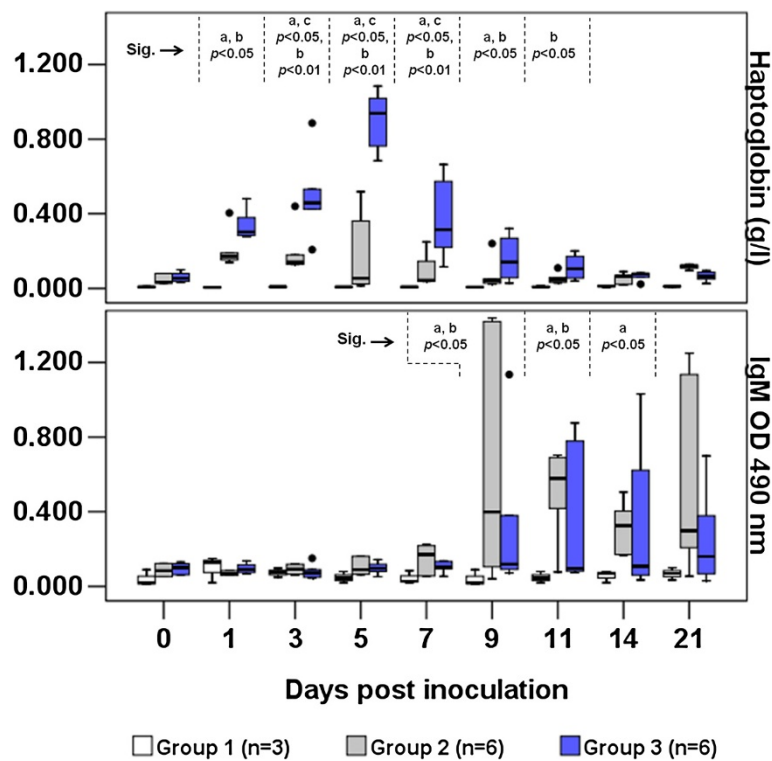 Sig. →
a, b
p<0.05
a, c
p<0.05,
b
p<0.01
a, c
p<0.05,
b
p<0.01
a, c
p<0.05,
b
p<0.01
a, b
p<0.05
b
p<0.05
1.200
0.800
0.400
0.000
Haptoglobin (g/l)
Sig. →
a, b
p<0.05
a, b
p<0.05
a
p<0.05
1.200
0.800
0.400
0.000
IgM OD 490 nm
0 1 3 5 7 9 11 14 21
Days post inoculation
Group 1 (n=3) Group 2 (n=6) Group 3 (n=6)